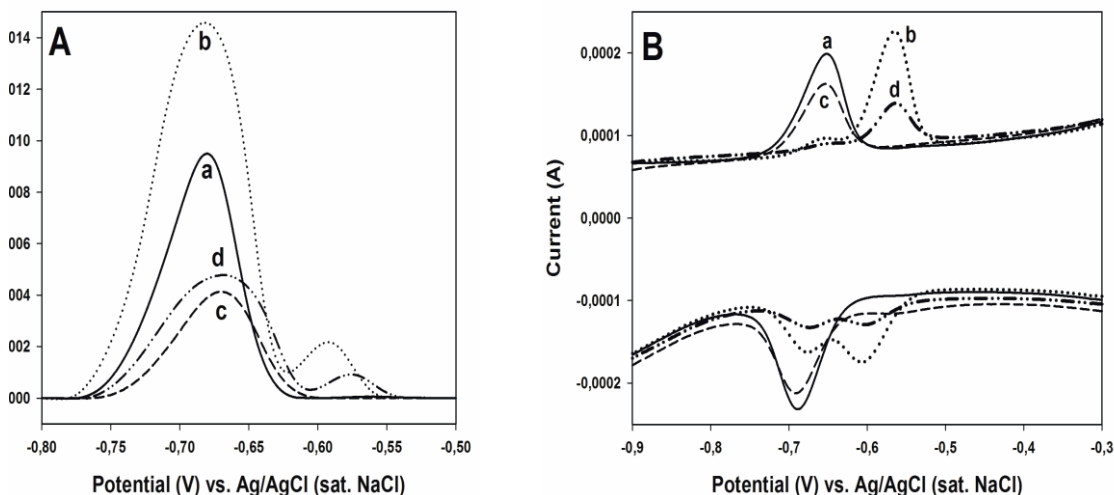 A
014
012
010
008
006
004
002
000
b
a
d
c
-0,80
-0,75
-0,70
-0,65
-0,60
-0,55
-0,50
Potential (V) vs. Ag/AgCl (sat. NaCl)
B
0,0002
0,0001
0,0000
-0,0001
-0,0002
Current (A)
a
b
c
d
-0,9
-0,8
-0,7
-0,6
-0,5
-0,4
-0,3
Potential (V) vs. Ag/AgCl (sat. NaCl)